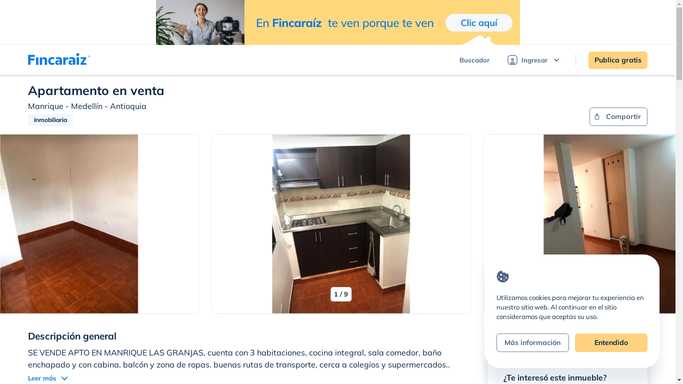 En Fincaraíz te ven porque te ven
Clic aquí
Fincaraiz
Buscador
Ingresar
Publica gratis
Apartamento en venta
Manrique - Medellín - Antioquia
Inmobiliaria
Compartir
1 / 9
Utilizamos cookies para mejorar tu experiencia en
nuestro sitio web. Al continuar en el sitio
consideramos que aceptas su uso.
Más información
Entendido
Descripción general
SE VENDE APTO EN MANRIQUE LAS GRANJAS, cuenta con 3 habitaciones, cocina integral, sala comedor, baño
enchapado y con cabina, balcón y zona de ropas, buenas rutas de transporte, cerca a colegios y supermercados..
Leer más
¿Te interesó este inmueble?